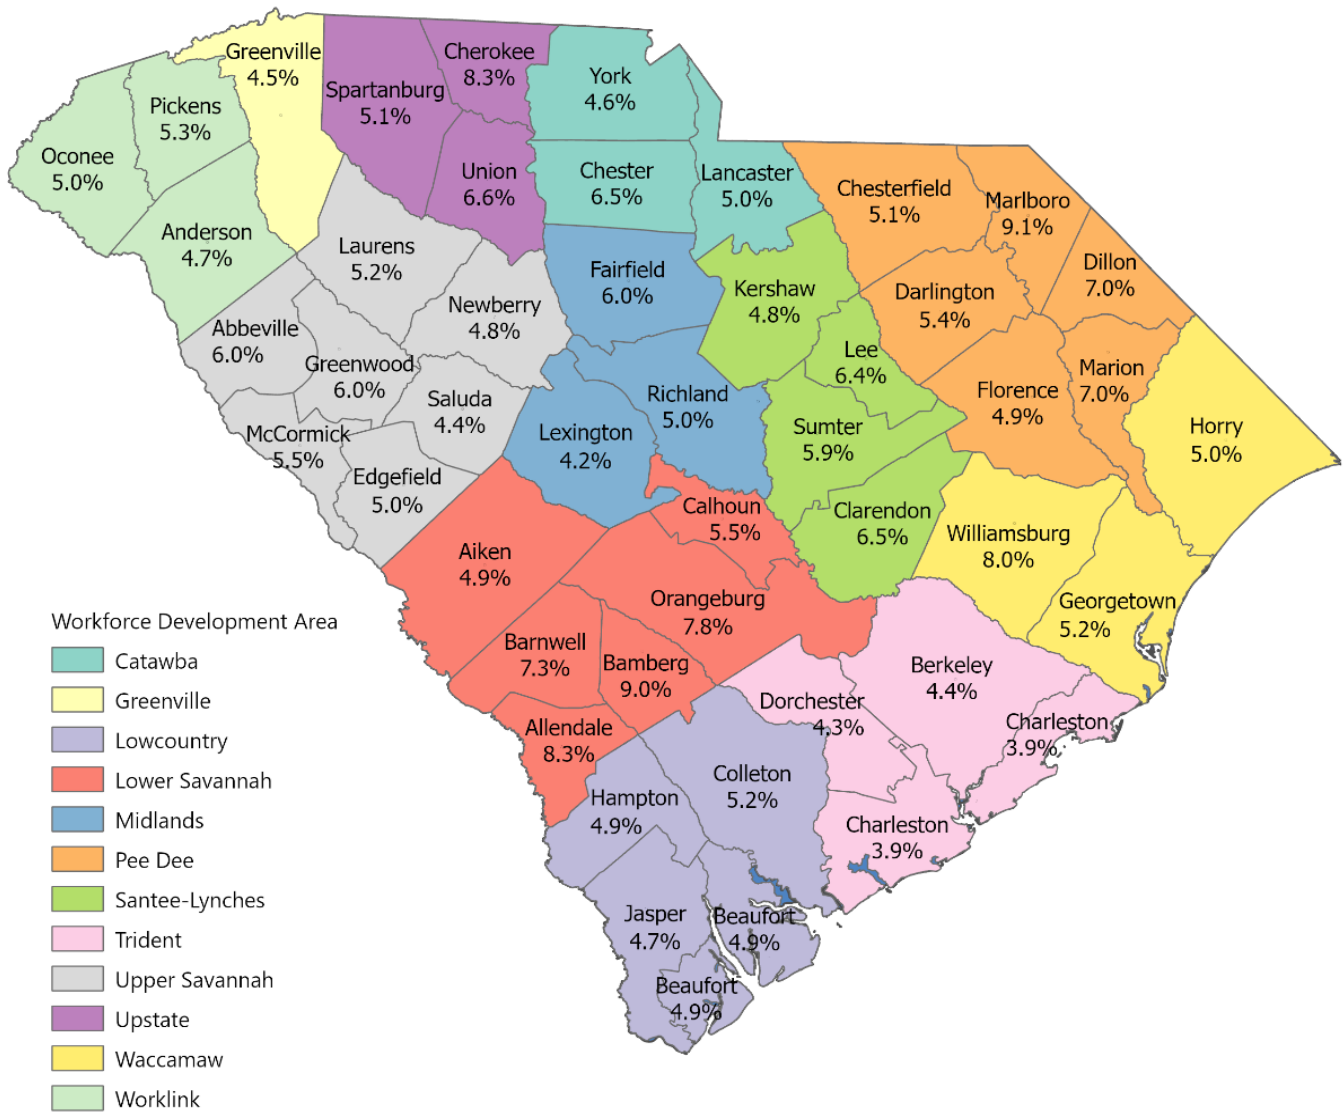 Greenville
4.5%
Cherokee
8.3%
Spartanburg
5.1%
York
4.6%
Pickens
5.3%
Oconee
5.0%
Union
6.6%
Chester
6.5%
Lancaster
5.0%
Chesterfield
5.1%
Marlboro
9.1%
Anderson
4.7%
Laurens
5.2%
Fairfield
6.0%
Kershaw
4.8%
Darlington
5.4%
Dillon
7.0%
Newberry
4.8%
Abbeville
6.0%
Greenwood
6.0%
Lee
6.4%
Marion
7.0%
Saluda
4.4%
Richland
5.0%
Florence
4.9%
McCormick
5.5%
Lexington
4.2%
Sumter
5.9%
Horry
5.0%
Edgefield
5.0%
Calhoun
5.5%
Clarendon
6.5%
Williamsburg
8.0%
Aiken
4.9%
Orangeburg
7.8%
Georgetown
5.2%
Barnwell
7.3%
Bamberg
9.0%
Berkeley
4.4%
Dorchester
4.3%
Charleston
3.9%
Allendale
8.3%
Colleton
5.2%
Hampton
4.9%
Charleston
3.9%
Jasper
4.7%
Beaufort
4.9%
Beaufort
4.9%
Workforce Development Area
Catawba
Greenville
Lowcountry
Lower Savannah
Midlands
Pee Dee
Santee-Lynches
Trident
Upper Savannah
Upstate
Waccamaw
Worklink